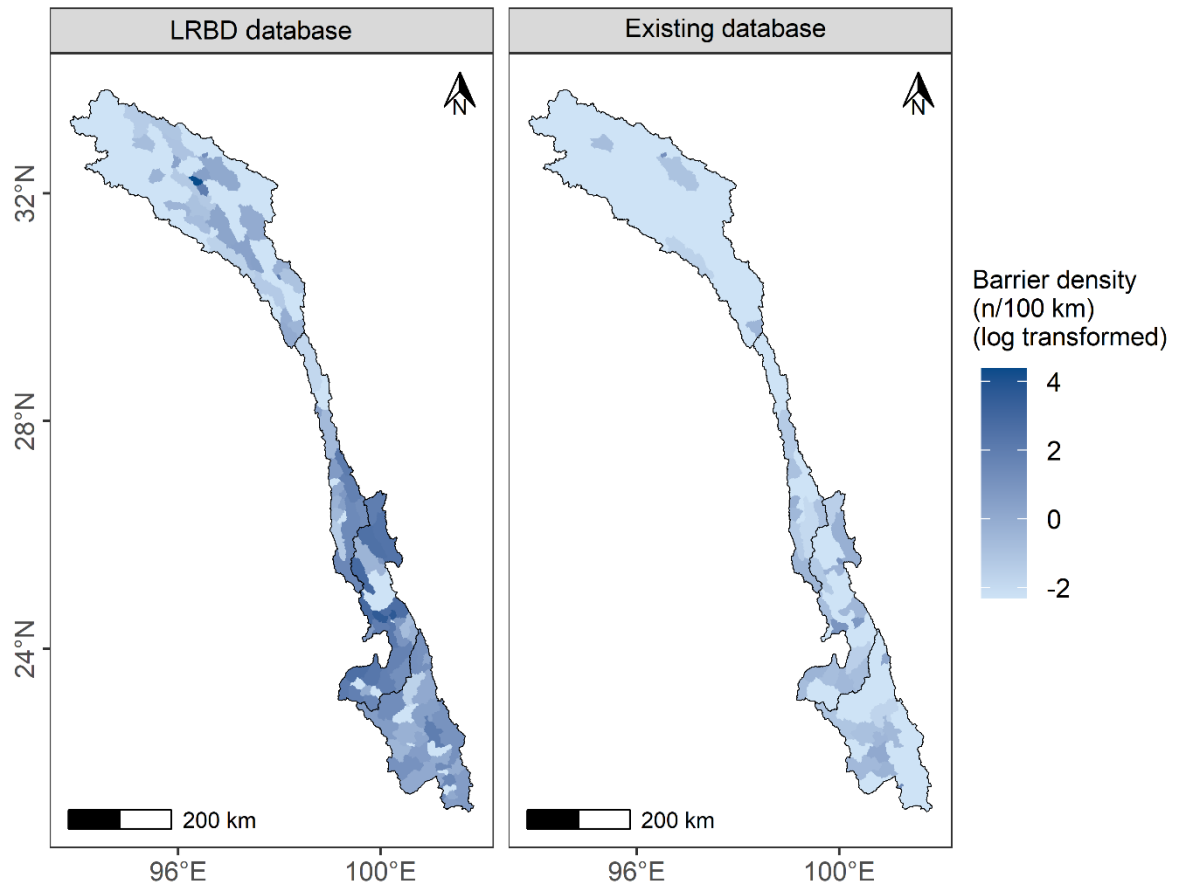 LRBD database
Existing database
N
N
32°N
28°N
24°N
200 km
200 km
96°E
100°E
96°E
100°E
Barrier density
(n/100 km)
(log transformed)
4
2
0
-2